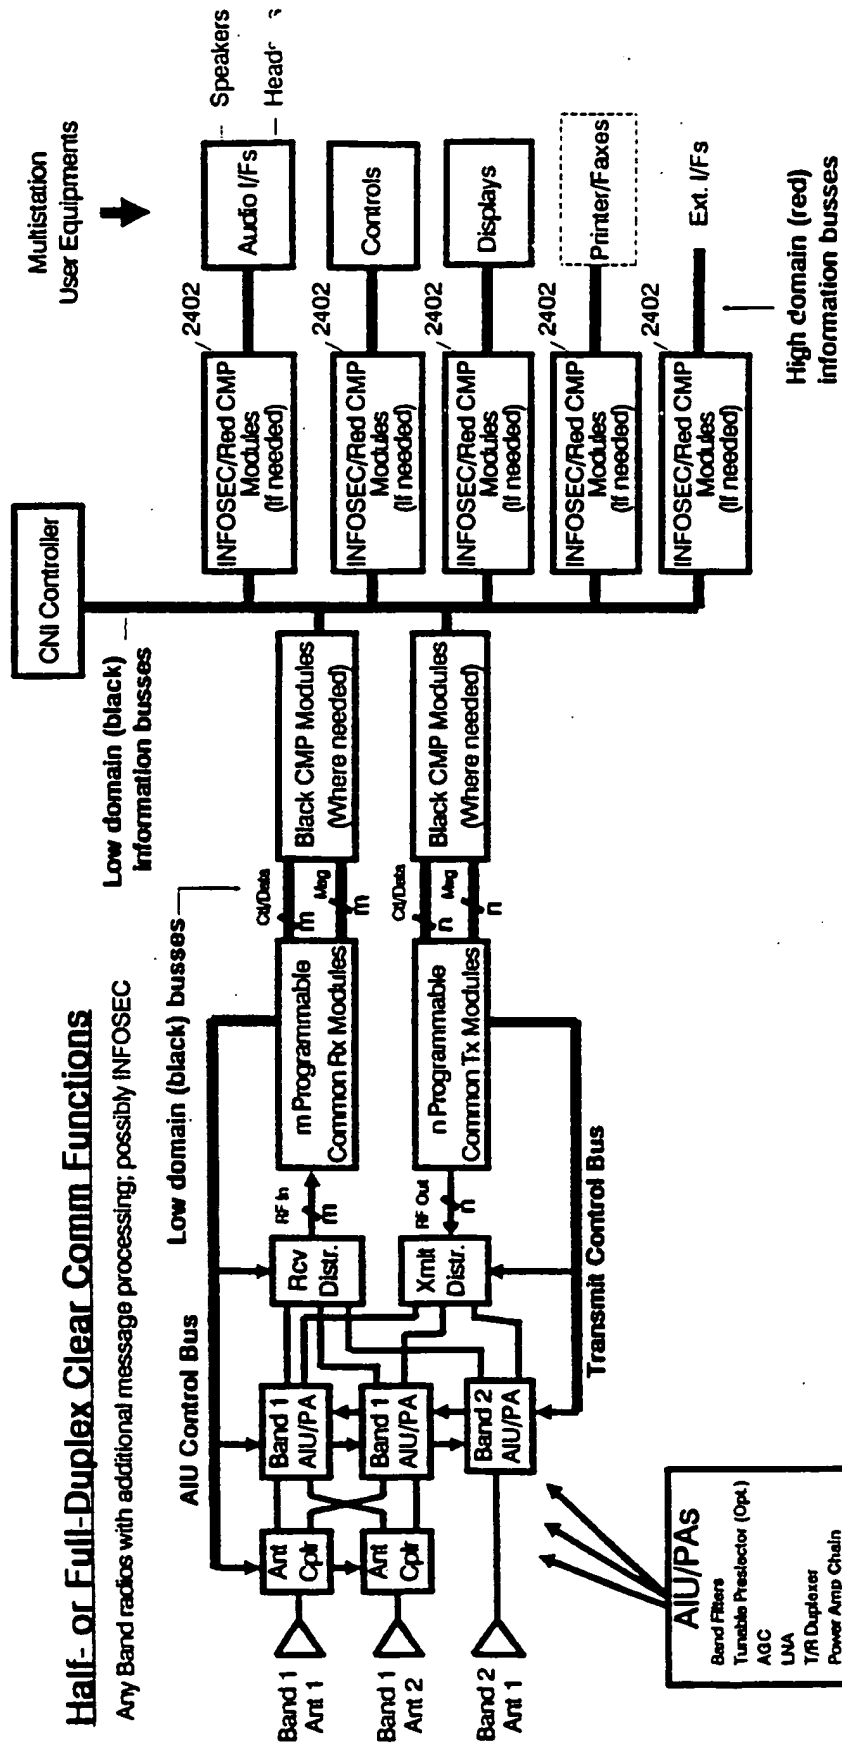 Half- or Full-Duplex Clear Comm Functions
Any Band radios with additional message processing; possibly INFOSEC
AIU Control Bus
Low domain (black) busses
Low domain (black)
information busses
CNI Controller
Multistation
User Equipments
Band 1
Ant 1
Band 1
Ant 2
Band 2
Ant 1
Ant
Cplr
Ant
Cplr
Band 1
AIU/PA
Band 1
AIU/PA
Band 2
AIU/PA
Rcv
Distr.
Xmit
Distr.
RF In
m
RF Out
n
m Programmable
Common Rx Modules
n Programmable
Common Tx Modules
Ctl/Data
m
Msg
m
Ctl/Data
n
Msg
n
Black CMP Modules
(Where needed)
Black CMP Modules
(Where needed)
INFOSEC/Red CMP
Modules
(If needed)
2402
Audio I/Fs
Speakers
INFOSEC/Red CMP
Modules
(If needed)
2402
Controls
INFOSEC/Red CMP
Modules
(If needed)
2402
Displays
INFOSEC/Red CMP
Modules
(If needed)
2402
Printer/Faxes
INFOSEC/Red CMP
Modules
(If needed)
2402
Ext. I/Fs
High domain (red)
information busses
Transmit Control Bus
AIU/PAs
Band Filters
Tunable Preslector (Opt.)
AGC
LNA
T/R Duplexer
Power Amp Chain